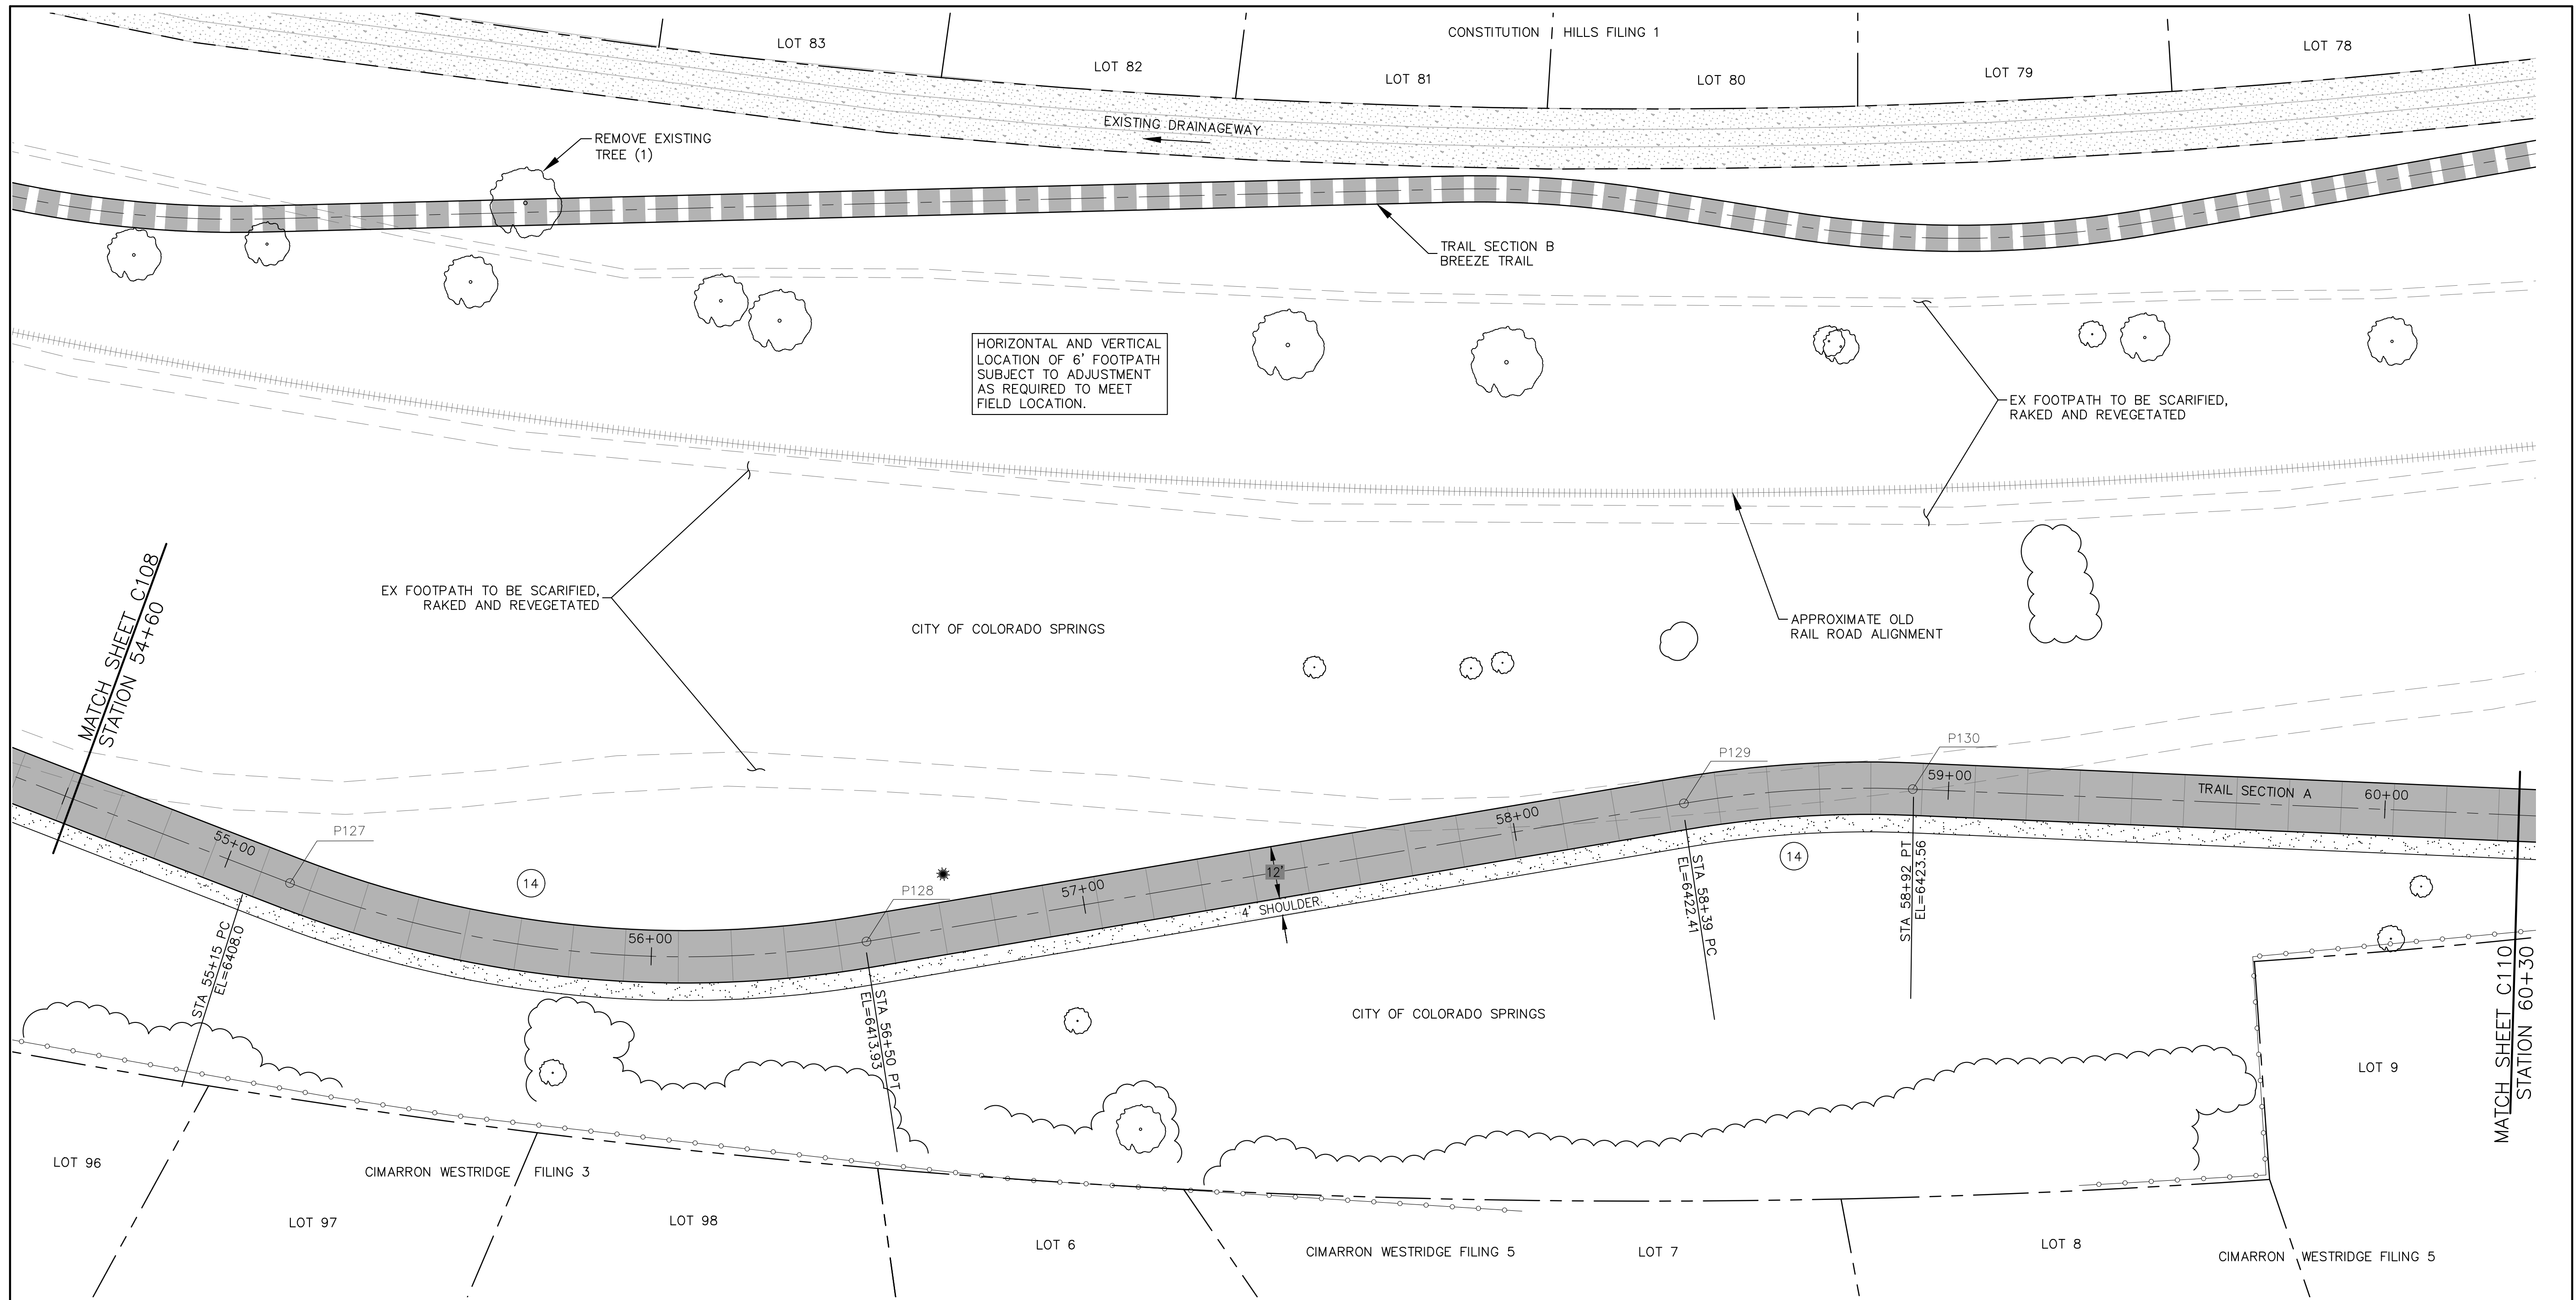 CONSTITUTION HILLS FILING 1
LOT 83
LOT 82
LOT 81
LOT 80
LOT 79
LOT 78
EXISTING DRAINAGEWAY
REMOVE EXISTING
TREE (1)
TRAIL SECTION B
BREEZE TRAIL
HORIZONTAL AND VERTICAL
LOCATION OF 6' FOOTPATH
SUBJECT TO ADJUSTMENT
AS REQUIRED TO MEET
FIELD LOCATION.
EX FOOTPATH TO BE SCARIFIED,
RAKED AND REVEGETATED
EX FOOTPATH TO BE SCARIFIED,
RAKED AND REVEGETATED
CITY OF COLORADO SPRINGS
APPROXIMATE OLD
RAIL ROAD ALIGNMENT
MATCH SHEET C108
STATION 54+60
P127
P128
P129
P130
55+00
56+00
57+00
58+00
59+00
60+00
TRAIL SECTION A
14
14
12'
4' SHOULDER
STA 55+15 PC
EL=6408.0
STA 56+50 PT
EL=6413.93
STA 58+39 PC
EL=6422.41
STA 58+92 PT
EL=6423.56
CITY OF COLORADO SPRINGS
MATCH SHEET C110
STATION 60+30
LOT 9
LOT 96
CIMARRON WESTRIDGE FILING 3
LOT 97
LOT 98
LOT 6
CIMARRON WESTRIDGE FILING 5
LOT 7
LOT 8
CIMARRON WESTRIDGE FILING 5